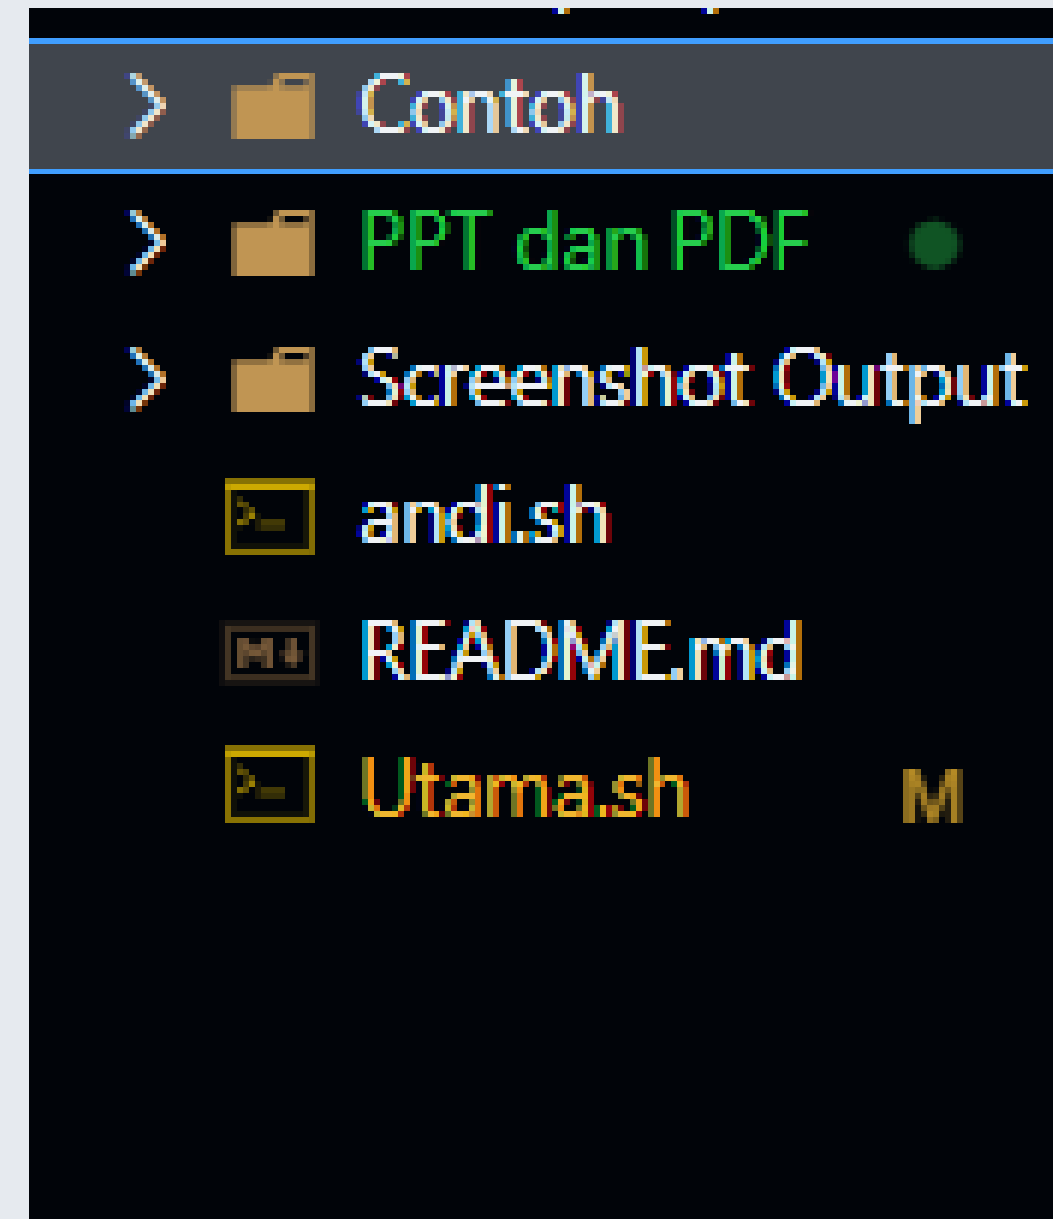 Contoh
PPT dan PDF
Screenshot Output
andi.sh
README.md
Utama.sh M